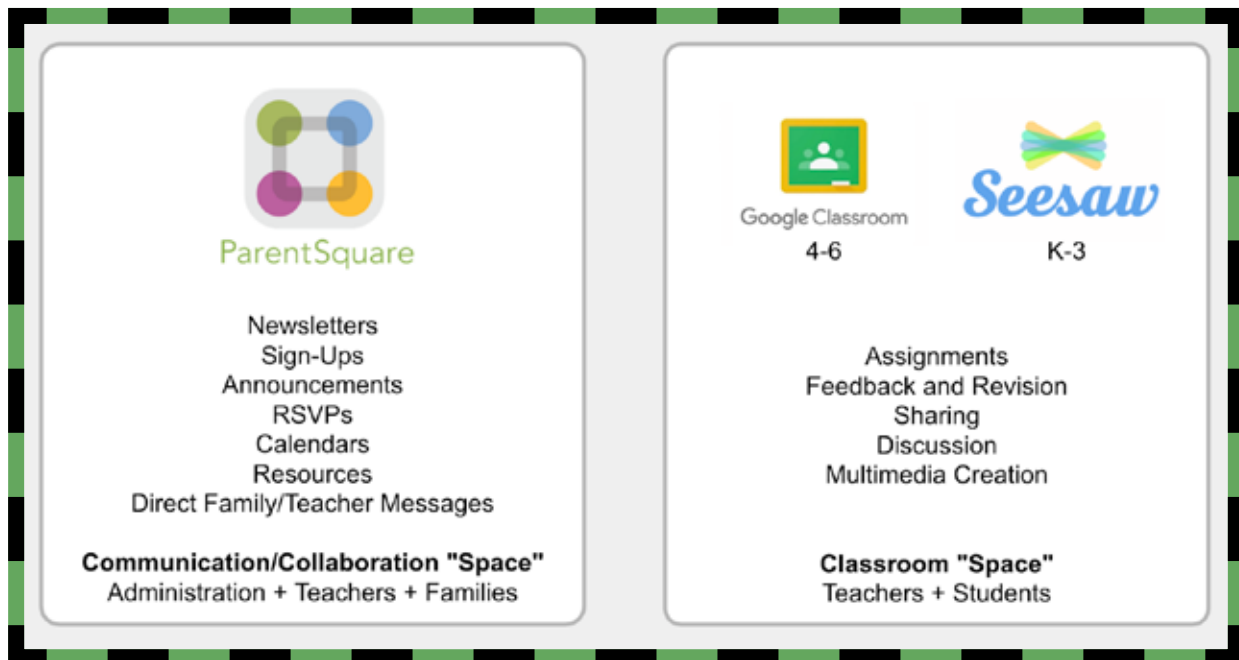 ParentSquare
Newsletters
Sign-Ups
Announcements
RSVPs
Calendars
Resources
Direct Family/Teacher Messages
Communication/Collaboration "Space"
Administration + Teachers + Families
Google Classroom
4-6
Seesaw
K-3
Assignments
Feedback and Revision
Sharing
Discussion
Multimedia Creation
Classroom "Space"
Teachers + Students